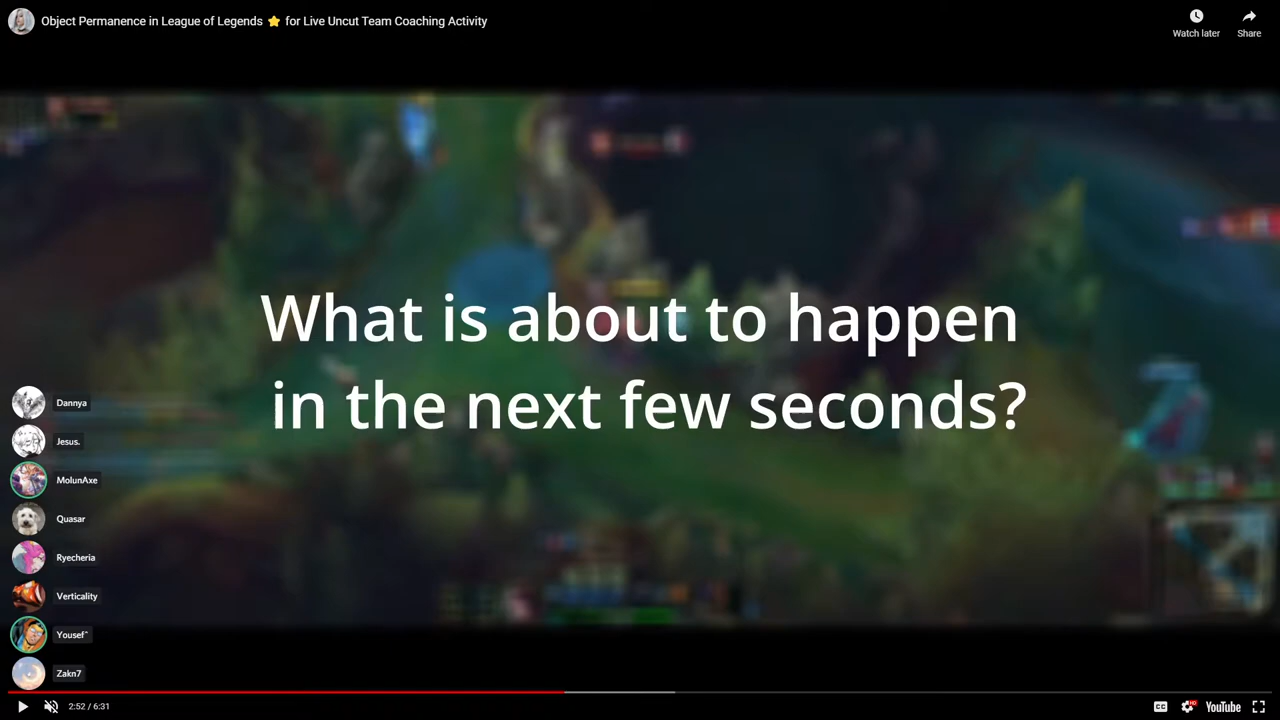 Object Permanence in League of Legends ⭐ for Live Uncut Team Coaching Activity
Watch later
Share
What is about to happen
in the next few seconds?
Dannya
Jesus.
MolunAxe
Quasar
Ryecheria
Verticality
Yousef^
Zakn7
2:52 / 6:31
CC
HD
YouTube